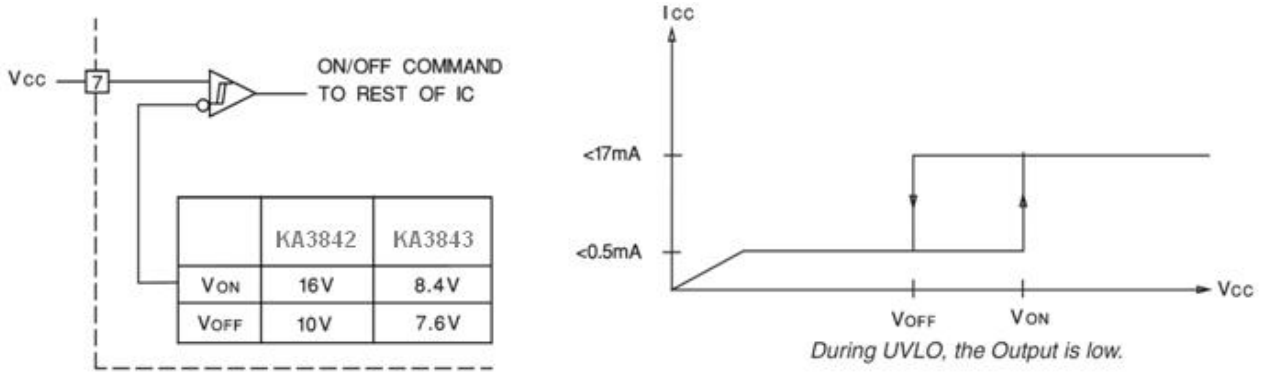 Vcc
7
ON/OFF COMMAND
TO REST OF IC
KA3842 KA3843
VON 16V 8.4V
VOFF 10V 7.6V
Icc
<17mA
<0.5mA
VOFF VON
Vcc
During UVLO, the Output is low.